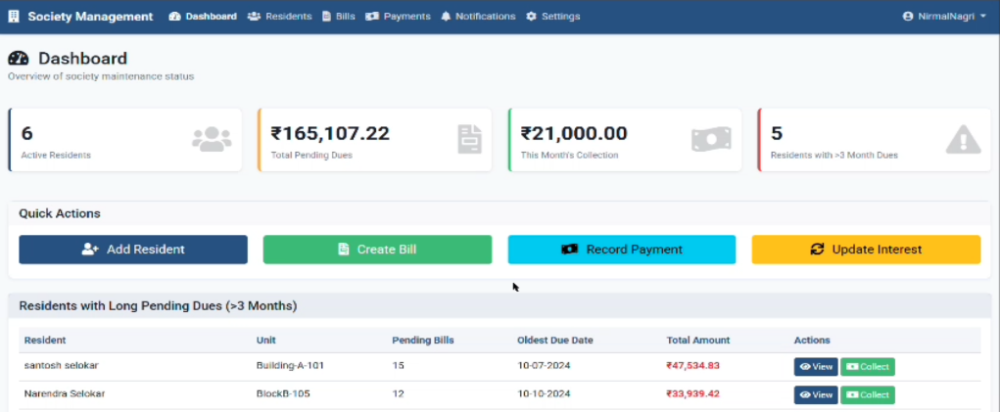 Society Management Dashboard Residents Bills Payments Notifications Settings NirmalNagri
Dashboard
Overview of society maintenance status
6 ₹165,107.22 ₹21,000.00 5
Active Residents Total Pending Dues This Month's Collection Residents with >3 Month Dues
Quick Actions
Add Resident Create Bill Record Payment Update Interest
Residents with Long Pending Dues (>3 Months)
Resident Unit Pending Bills Oldest Due Date Total Amount Actions
santosh selokar Building-A-101 15 10-07-2024 ₹47,534.83 View Collect
Narendra Selokar BlockB-105 12 10-10-2024 ₹33,939.42 View Collect